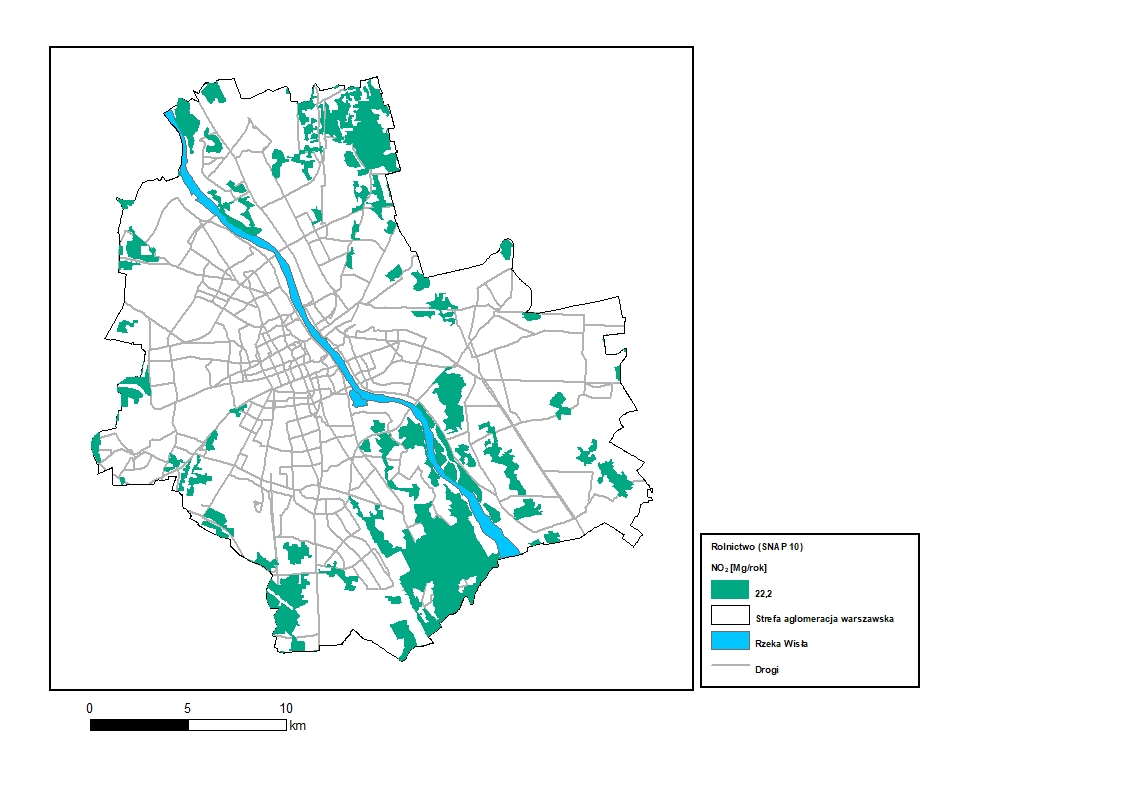 Rolnictwo (SNAP 10)
NO₂ [Mg/rok]
22,2
Strefa aglomeracja warszawska
Rzeka Wisła
Drogi
0 5 10
km